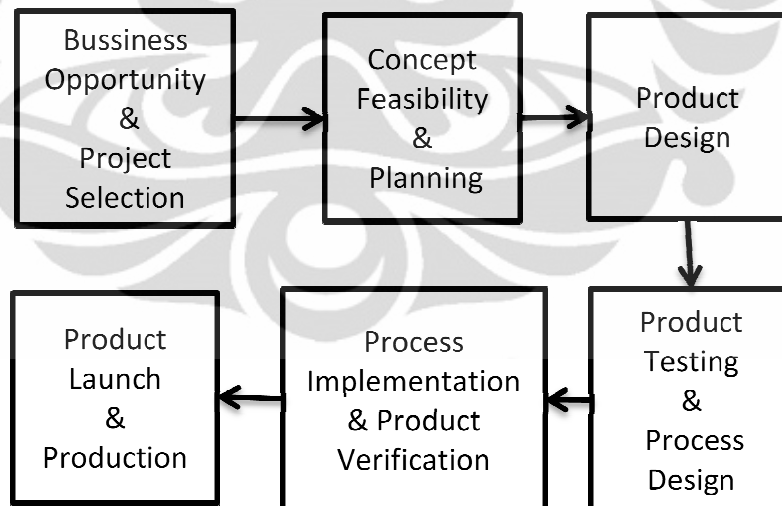 Bussiness
Opportunity
&
Project
Selection
Concept
Feasibility
&
Planning
Product
Design
Product
Testing
&
Process
Design
Process
Implementation
& Product
Verification
Product
Launch
&
Production